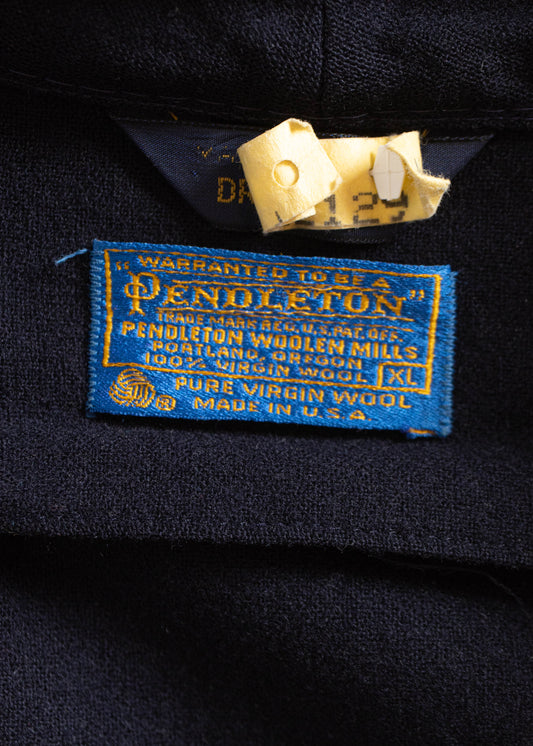 DR
"WARRANTED TO BE A
PENDLETON"
TRADE MARK REG. U.S. PAT. OFF.
PENDLETON WOOLEN MILLS
PORTLAND, OREGON
100% VIRGIN WOOL XL
PURE VIRGIN WOOL
MADE IN U.S.A.
®